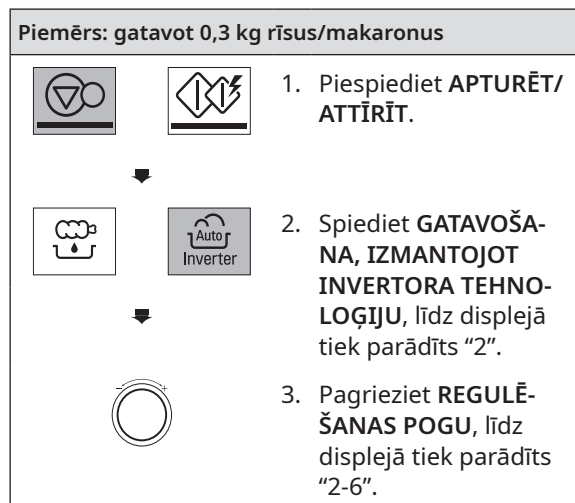 Piemērs: gatavot 0,3 kg rīsus/makaronus
1. Piespiediet APTURĒT/
ATTĪRĪT.
Auto
Inverter
2. Spiediet GATAVOŠA-
NA, IZMANTOJOT
INVERTORA TEHNO-
LOĢIJU, līdz displejā
tiek parādīts “2”.
- +
3. Pagrieziet REGULĒ-
ŠANAS POGU, līdz
displejā tiek parādīts
“2-6”.